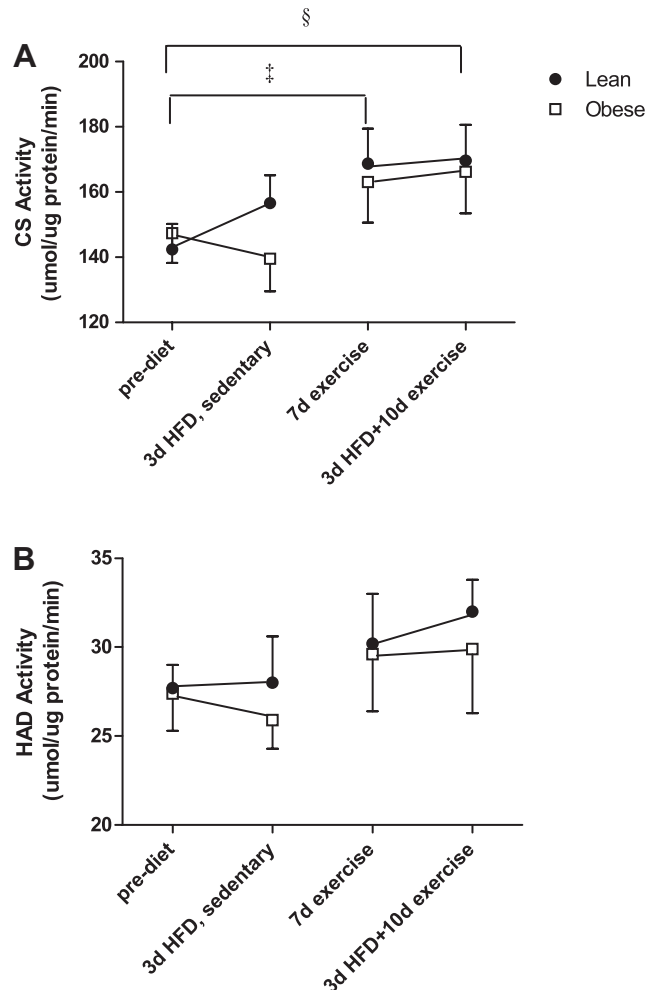 §
A
200
‡
Lean
Obese
180
160
140
120
CS Activity
(umol/ug protein/min)
pre-diet
3d HFD, sedentary
7d exercise
3d HFD+10d exercise
B
35
30
25
20
HAD Activity
(umol/ug protein/min)
pre-diet
3d HFD, sedentary
7d exercise
3d HFD+10d exercise